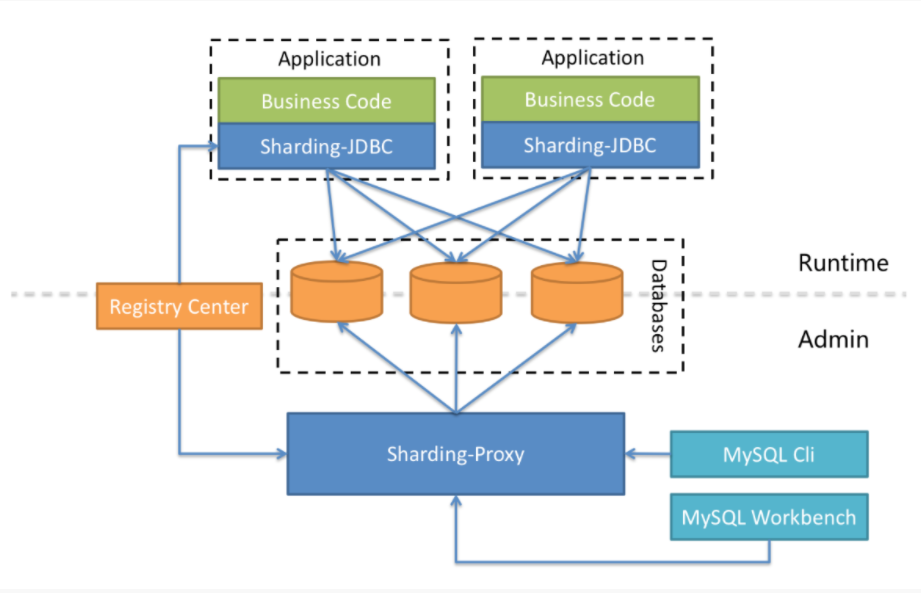 Application
Application
Business Code
Business Code
Sharding-JDBC
Sharding-JDBC
Databases
Runtime
Registry Center
Admin
Sharding-Proxy
MySQL Cli
MySQL Workbench